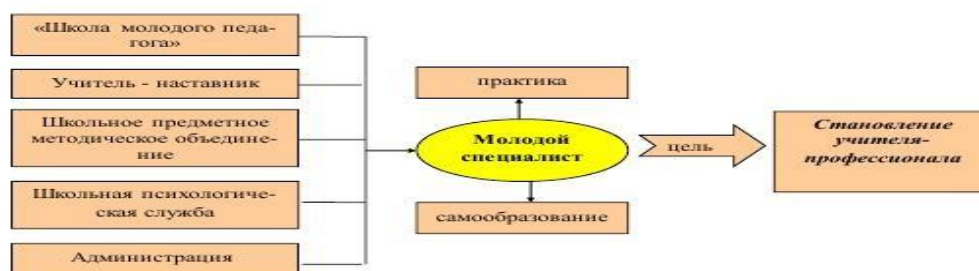 «Школа молодого педа-
гога»
Учитель - наставник
Школьное предметное
методическое объедине-
ние
Школьная психологиче-
ская служба
Администрация
практика
Молодой
специалист
самообразование
цель
Становление
учителя-
профессионала